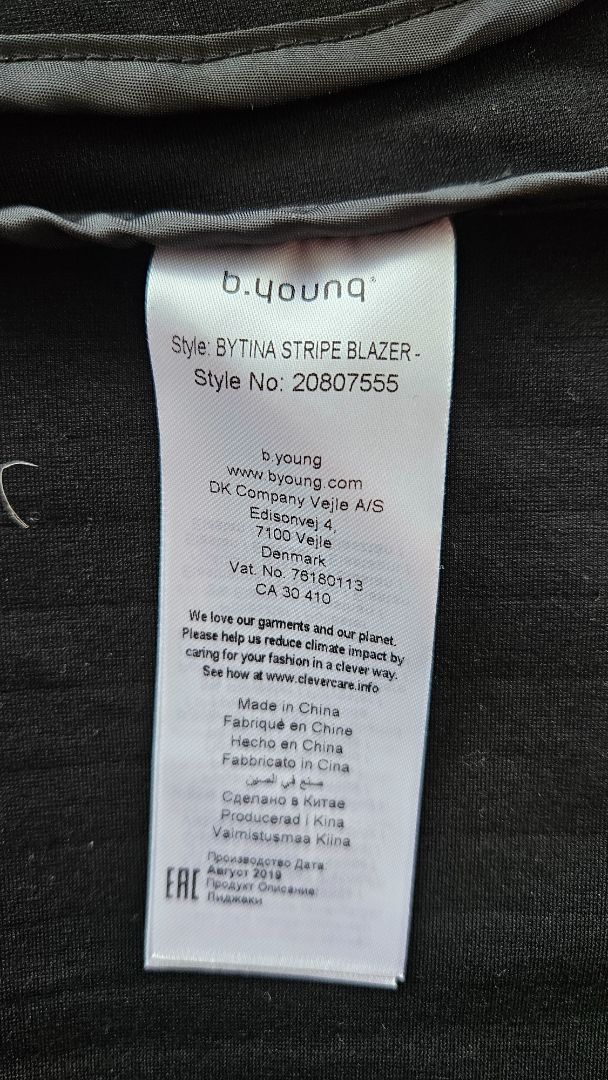 b.young®
Style: BYTINA STRIPE BLAZER -
Style No: 20807555
b.young
www.byoung.com
DK Company Vejle A/S
Edisonvej 4,
7100 Vejle
Denmark
Vat. No. 76180113
CA 30 410
We love our garments and our planet.
Please help us reduce climate impact by
caring for your fashion in a clever way.
See how at www.clevercare.info
Made in China
Fabriqué en Chine
Hecho en China
Fabbricato in Cina
صنع في الصين
Сделано в Китае
Producerad i Kina
Valmistusmaa Kiina
Производство Дата
Август 2019
EAC Продукт Описание:
Пиджаки